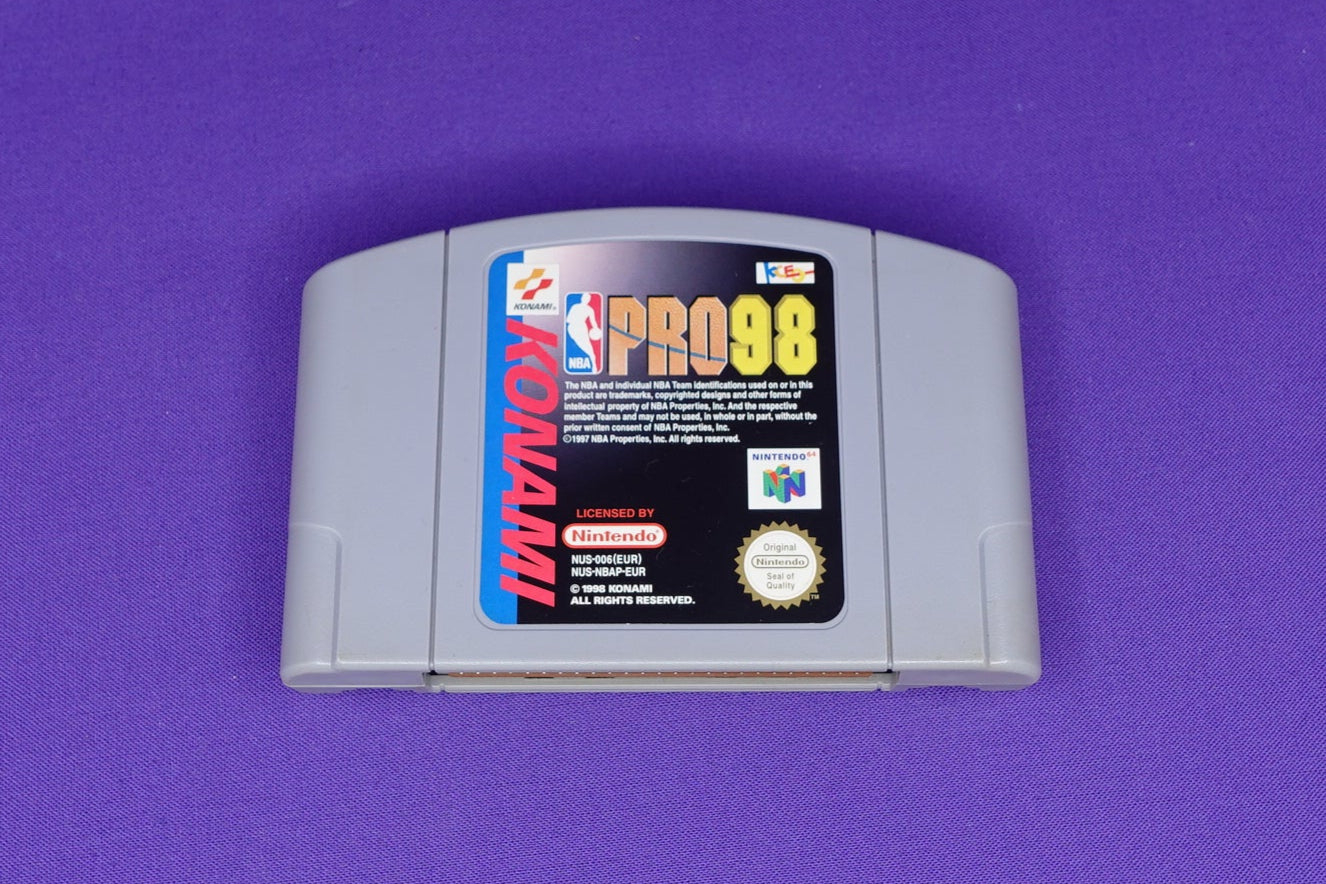 KONAMI®
KCEO
KONAMI
NBA
PRO98
The NBA and individual NBA Team identifications used on or in this
product are trademarks, copyrighted designs and other forms of
intellectual property of NBA Properties, Inc. And the respective
member Teams and may not be used, in whole or in part, without the
prior written consent of NBA Properties, Inc.
©1997 NBA Properties, Inc. All rights reserved.
NINTENDO64
LICENSED BY
Nintendo®
NUS-006(EUR)
NUS-NBAP-EUR
© 1998 KONAMI
ALL RIGHTS RESERVED.
Original
Nintendo
Seal of
Quality
TM